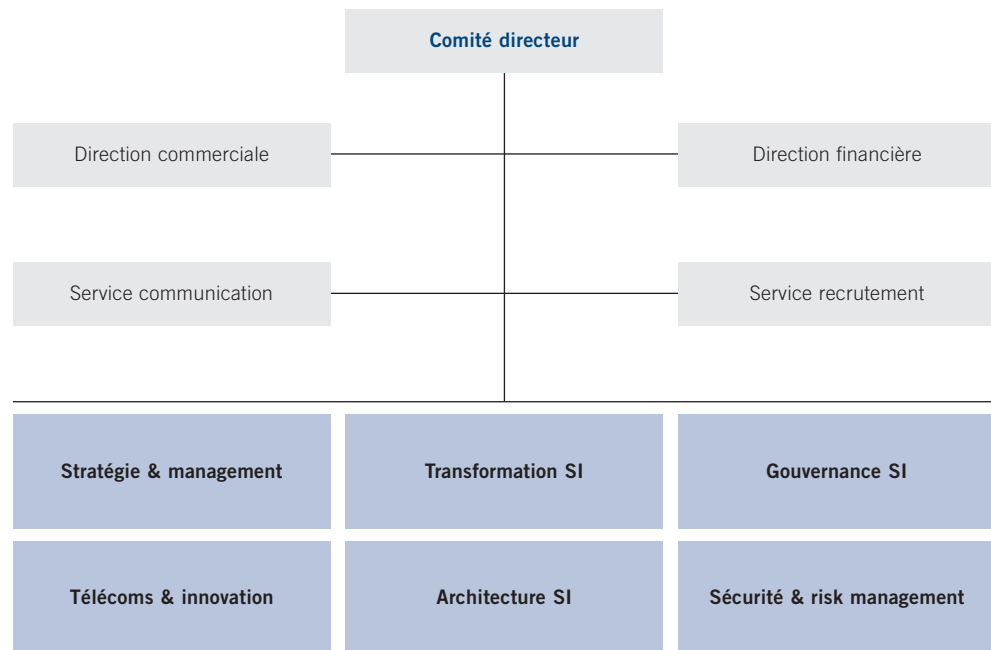 Comité directeur
Direction commerciale
Direction financière
Service communication
Service recrutement
Stratégie & management
Transformation SI
Gouvernance SI
Télécoms & innovation
Architecture SI
Sécurité & risk management